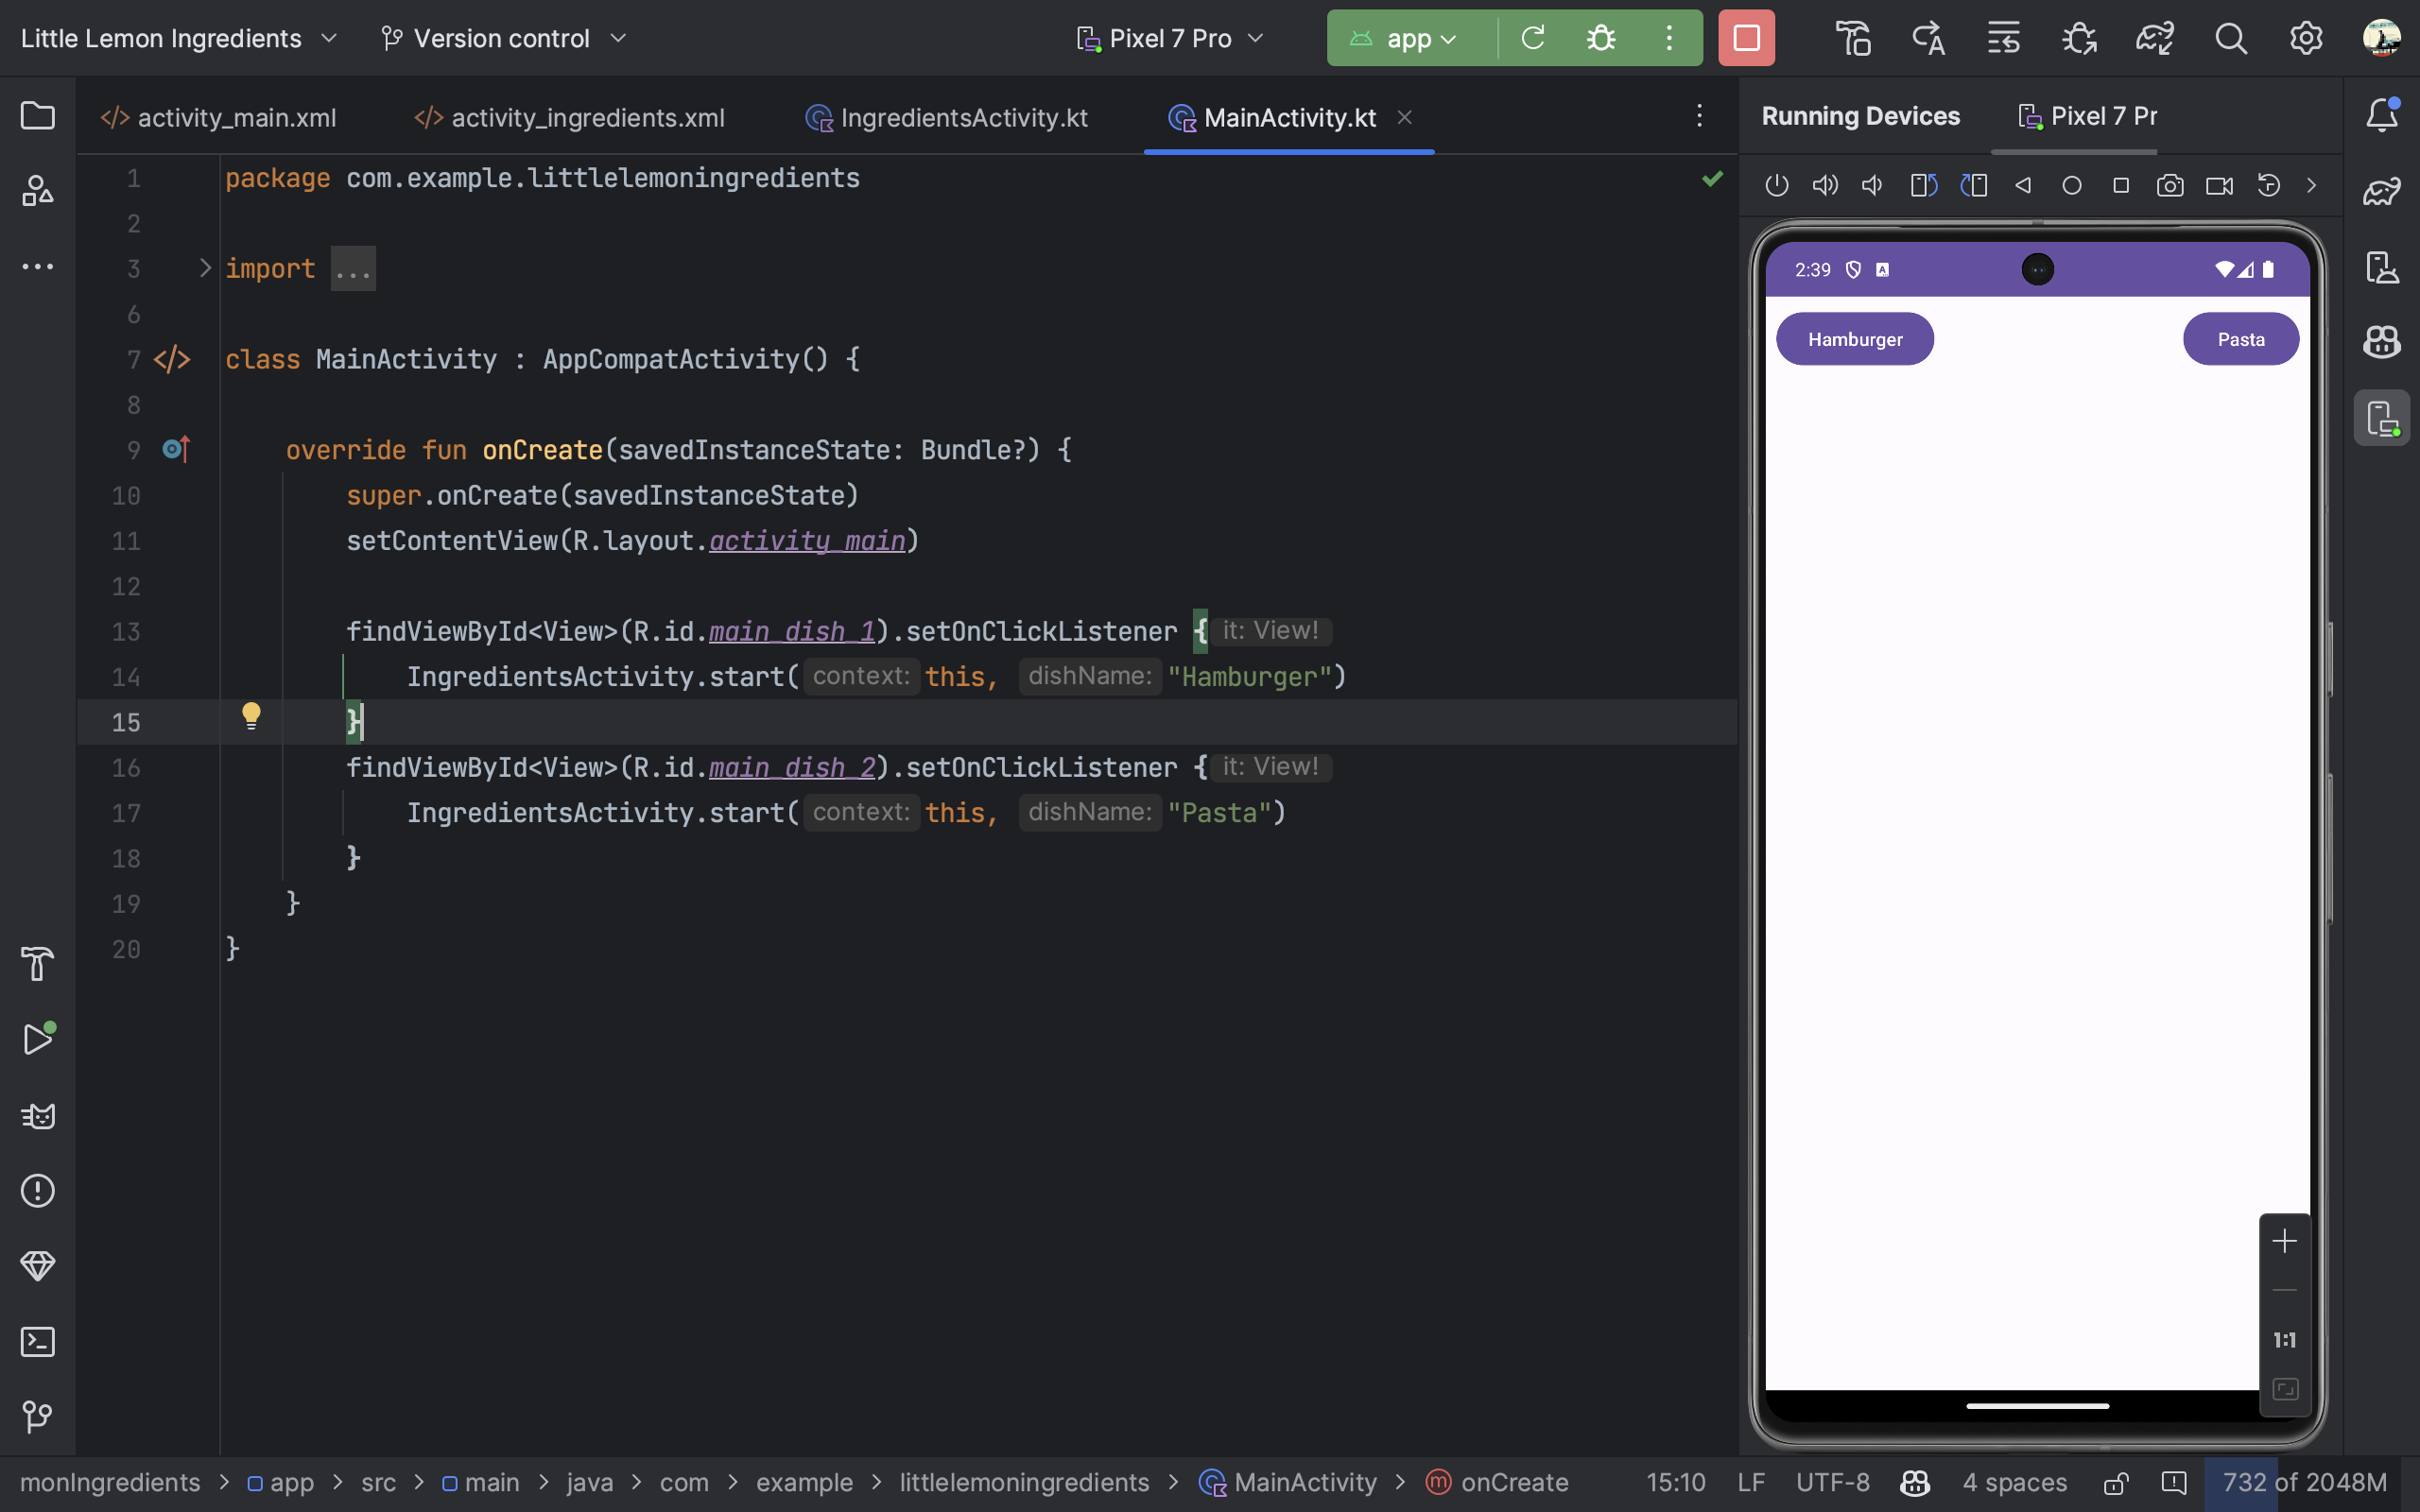 Little Lemon Ingredients Version control Pixel 7 Pro app
activity_main.xml activity_ingredients.xml IngredientsActivity.kt MainActivity.kt
Running Devices Pixel 7 Pr
1 package com.example.littlelemoningredients
2
3 import ...
6
7 class MainActivity : AppCompatActivity() {
8
9 override fun onCreate(savedInstanceState: Bundle?) {
10 super.onCreate(savedInstanceState)
11 setContentView(R.layout.activity_main)
12
13 findViewById<View>(R.id.main_dish_1).setOnClickListener { it: View!
14 IngredientsActivity.start( context: this, dishName: "Hamburger")
15 }
16 findViewById<View>(R.id.main_dish_2).setOnClickListener { it: View!
17 IngredientsActivity.start( context: this, dishName: "Pasta")
18 }
19 }
20 }
2:39
Hamburger Pasta
1:1
monIngredients > app > src > main > java > com > example > littlelemoningredients > MainActivity > onCreate 15:10 LF UTF-8 4 spaces 732 of 2048M